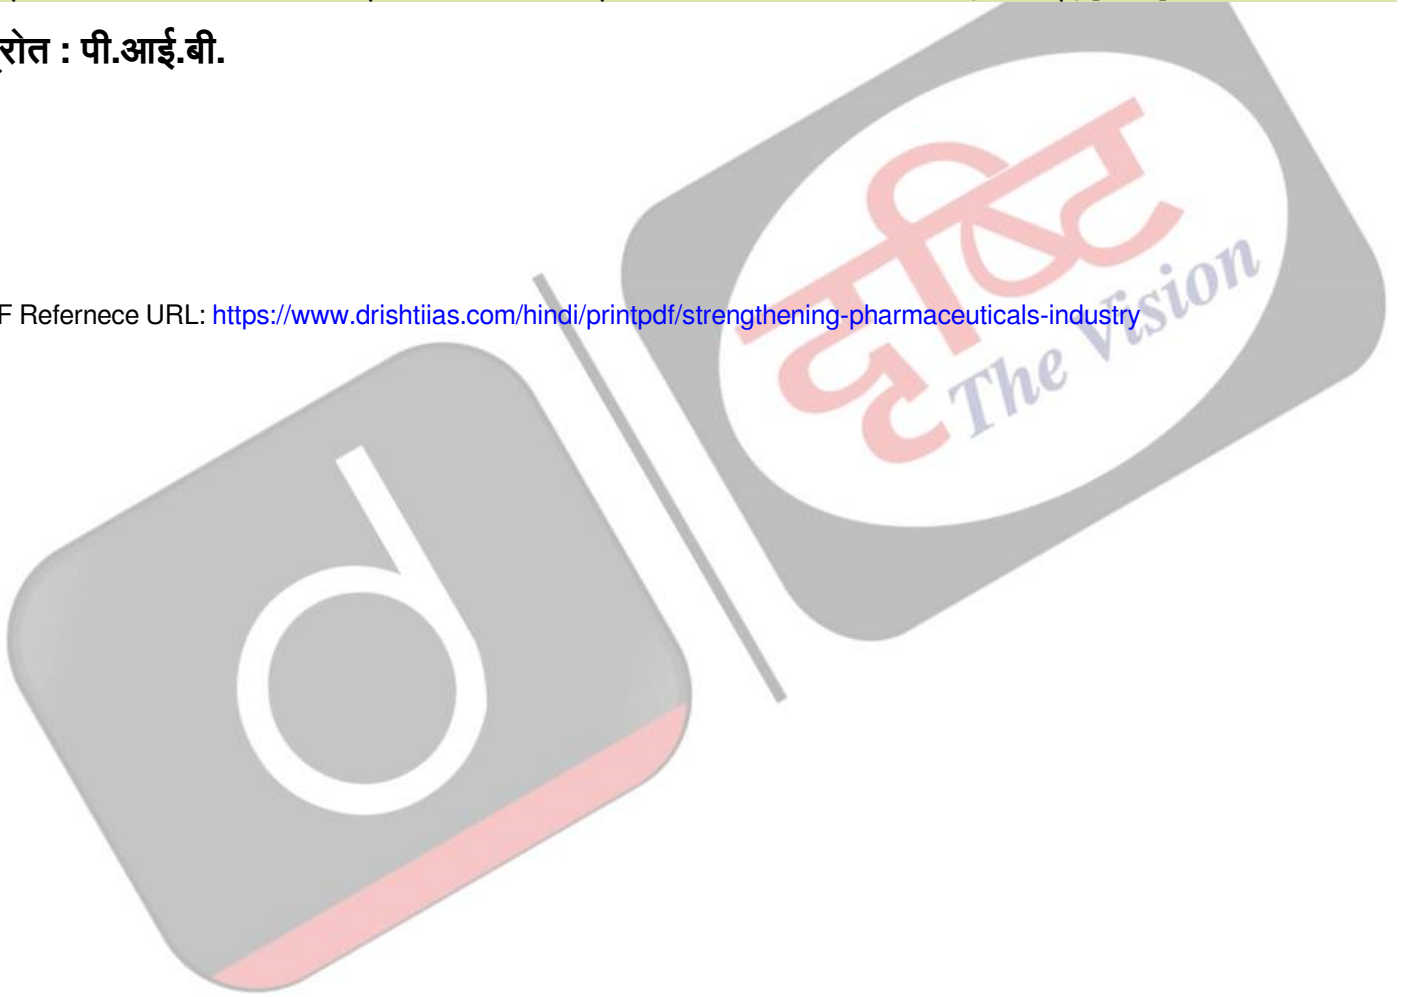 रोत : पी.आई.बी.
F Refernece URL: https://www.drishtiias.com/hindi/printpdf/strengthening-pharmaceuticals-industry
दृष्टि
The Vision
d